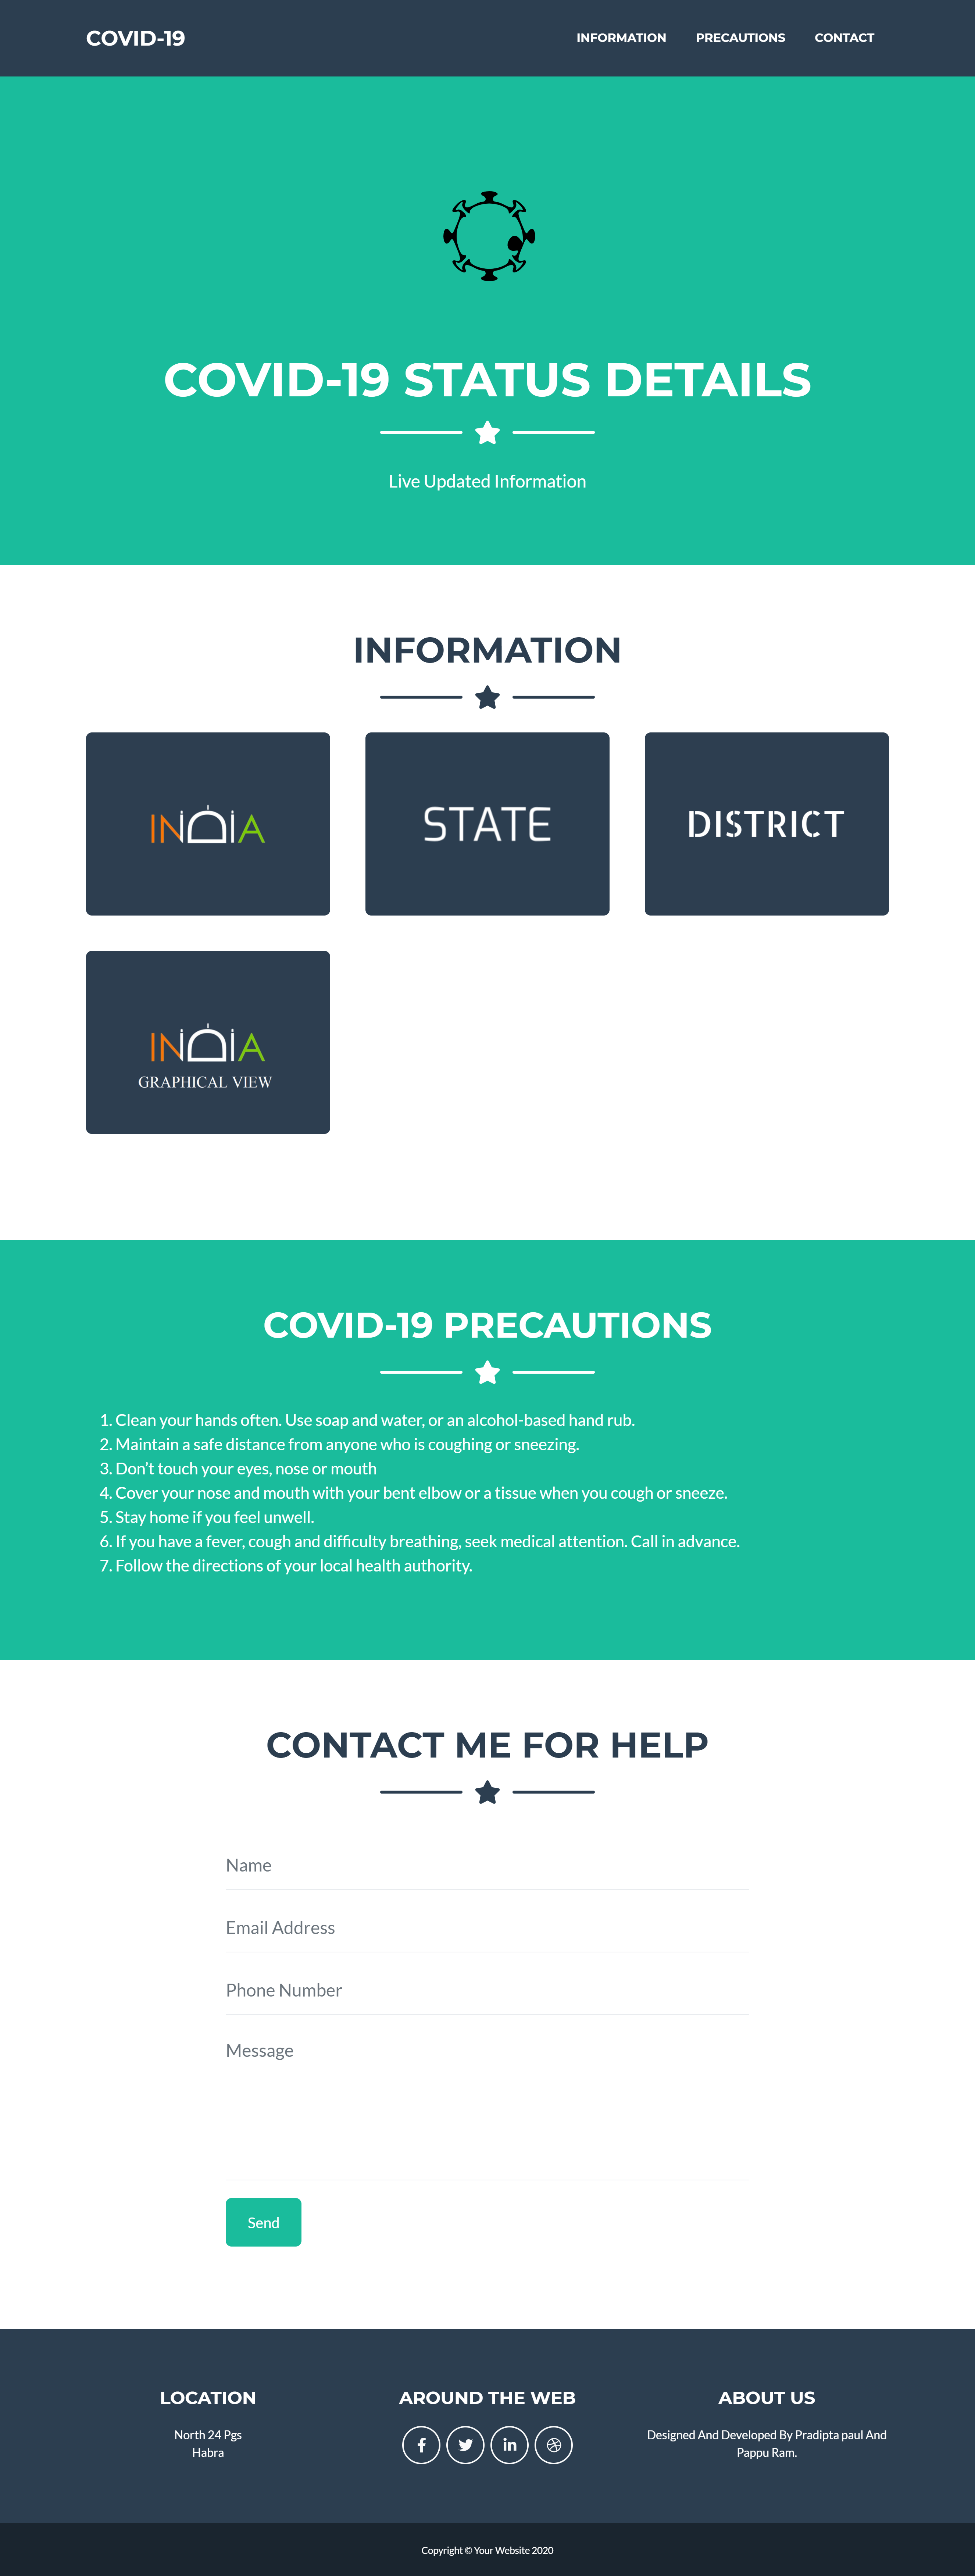 COVID-19
INFORMATION PRECAUTIONS CONTACT
COVID-19 STATUS DETAILS
Live Updated Information
INFORMATION
INDIA
STATE
DISTRICT
INDIA
GRAPHICAL VIEW
COVID-19 PRECAUTIONS
1. Clean your hands often. Use soap and water, or an alcohol-based hand rub.
2. Maintain a safe distance from anyone who is coughing or sneezing.
3. Don’t touch your eyes, nose or mouth
4. Cover your nose and mouth with your bent elbow or a tissue when you cough or sneeze.
5. Stay home if you feel unwell.
6. If you have a fever, cough and difficulty breathing, seek medical attention. Call in advance.
7. Follow the directions of your local health authority.
CONTACT ME FOR HELP
Name
Email Address
Phone Number
Message
Send
LOCATION
North 24 Pgs
Habra
AROUND THE WEB
ABOUT US
Designed And Developed By Pradipta paul And
Pappu Ram.
Copyright © Your Website 2020